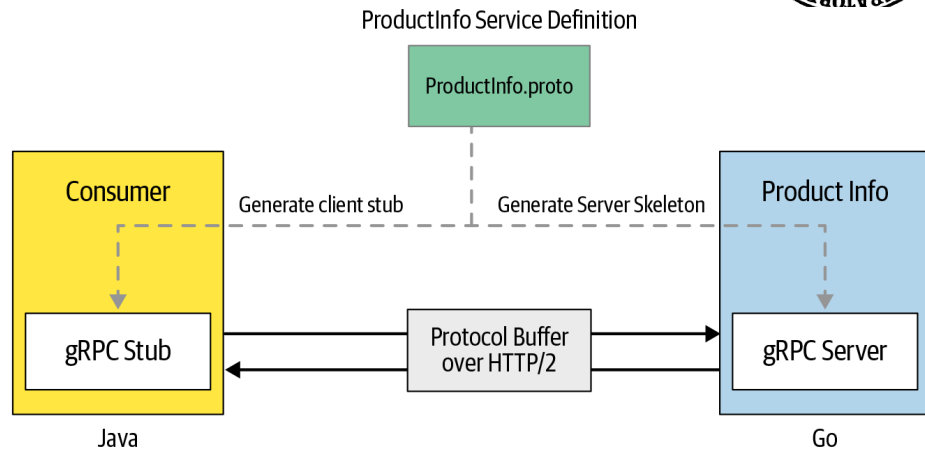 ProductInfo Service Definition
ProductInfo.proto
Consumer
Product Info
Generate client stub
Generate Server Skeleton
gRPC Stub
Protocol Buffer
over HTTP/2
gRPC Server
Java
Go